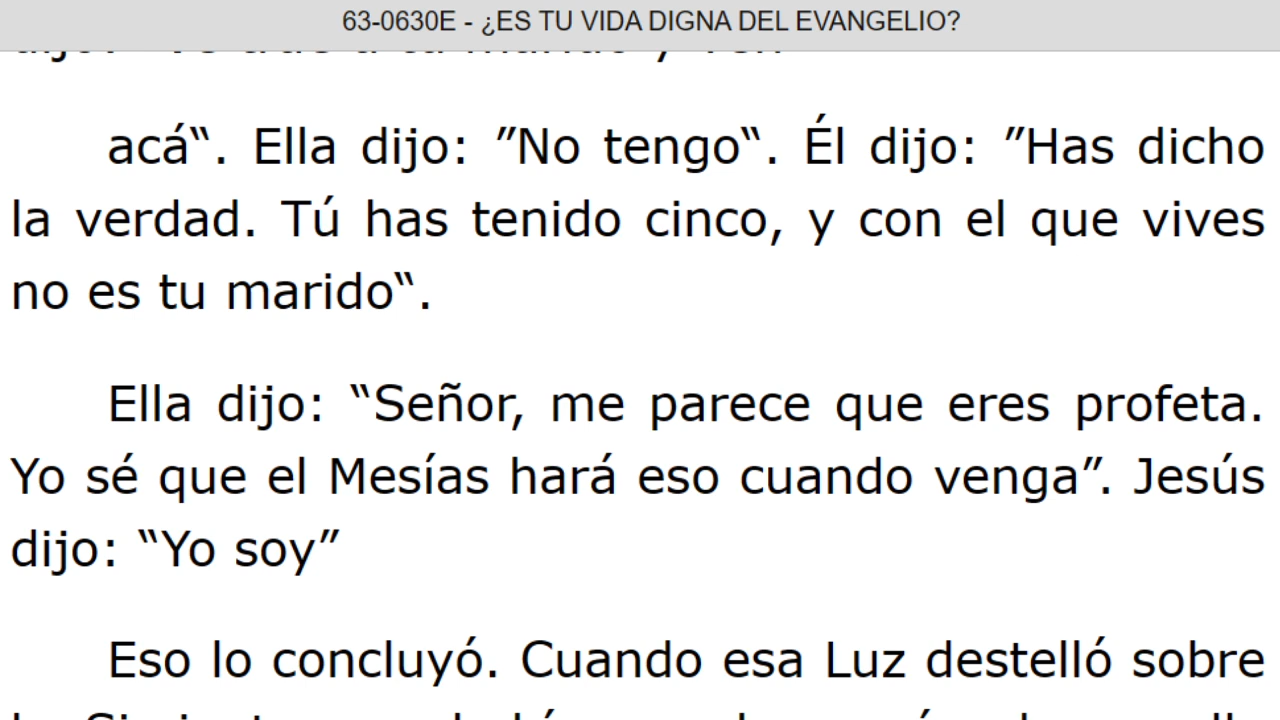 63-0630E - ¿ES TU VIDA DIGNA DEL EVANGELIO?
acá“. Ella dijo: ”No tengo“. Él dijo: ”Has dicho
la verdad. Tú has tenido cinco, y con el que vives
no es tu marido“.
Ella dijo: “Señor, me parece que eres profeta.
Yo sé que el Mesías hará eso cuando venga”. Jesús
dijo: “Yo soy”
Eso lo concluyó. Cuando esa Luz destelló sobre